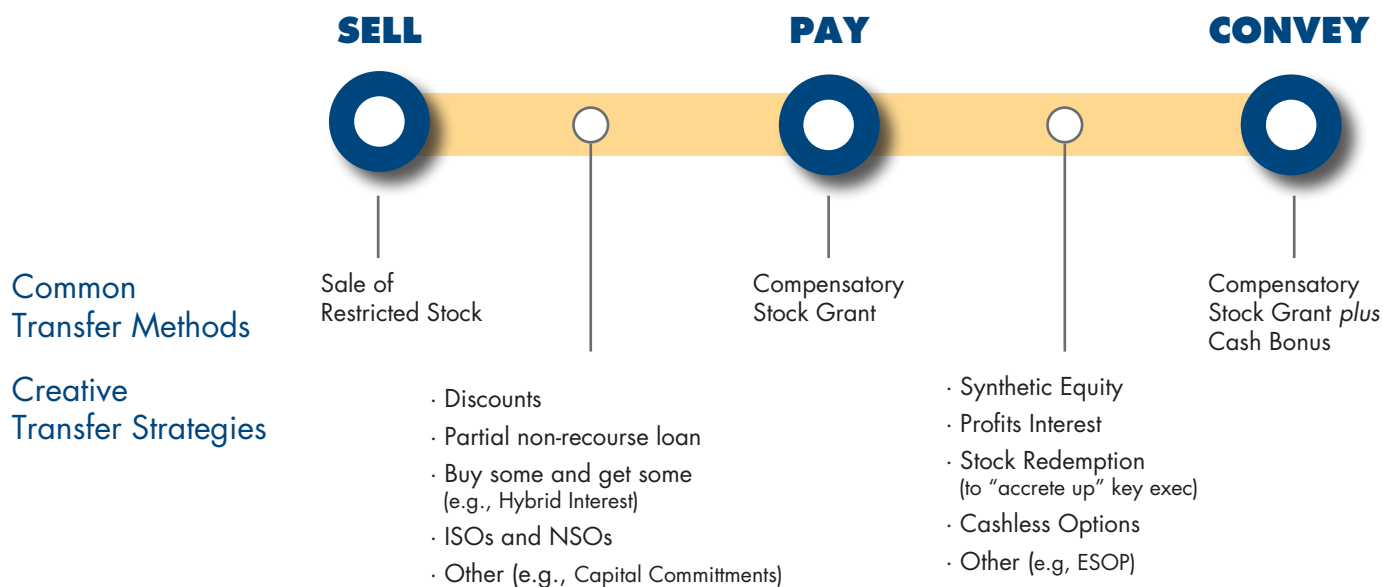 SELL PAY CONVEY
Common
Transfer Methods
Sale of
Restricted Stock
Compensatory
Stock Grant
Compensatory
Stock Grant plus
Cash Bonus
Creative
Transfer Strategies
· Discounts
· Partial non-recourse loan
· Buy some and get some
(e.g., Hybrid Interest)
· ISOs and NSOs
· Other (e.g., Capital Committments)
· Synthetic Equity
· Profits Interest
· Stock Redemption
(to “accrete up” key exec)
· Cashless Options
· Other (e.g, ESOP)